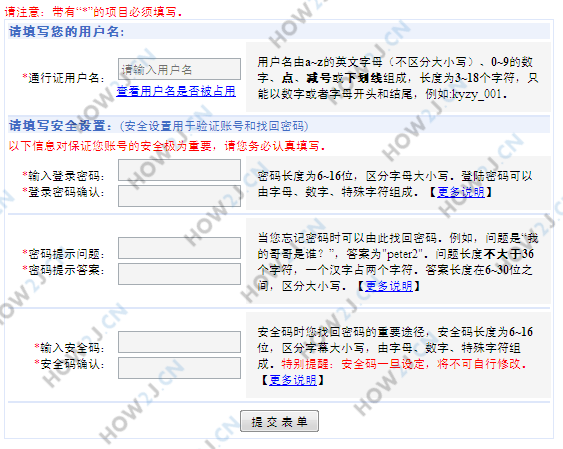 请注意：带有“*”的项目必须填写。
请填写您的用户名：
*通行证用户名：
请输入用户名
查看用户名是否被占用
用户名由a~z的英文字母（不区分大小写）、0~9的数
字、点、减号或下划线组成，长度为3~18个字符，只
能以数字或者字母开头和结尾，例如:kyzy_001．
请填写安全设置：(安全设置用于验证账号和找回密码)
以下信息对保证您账号的安全极为重要，请您务必认真填写。
*输入登录密码：
*登录密码确认：
密码长度为6~16位，区分字母大小写．登陆密码可以
由字母、数字、特殊字符组成．【更多说明】
*密码提示问题：
*密码提示答案：
当您忘记密码时可以由此找回密码．例如，问题是“我
的哥哥是谁？”，答案为"peter2"．问题长度不大于36
个字符，一个汉字占两个字符．答案长度在6~30位之
间，区分大小写．【更多说明】
*输入安全码：
*安全码确认：
安全码时您找回密码的重要途径，安全码长度为6~16
位，区分字幕大小写，由字母、数字、特殊字符组
成．特别提醒：安全码一旦设定，将不可自行修改．
【更多说明】
提 交 表 单
HOW2J.CN